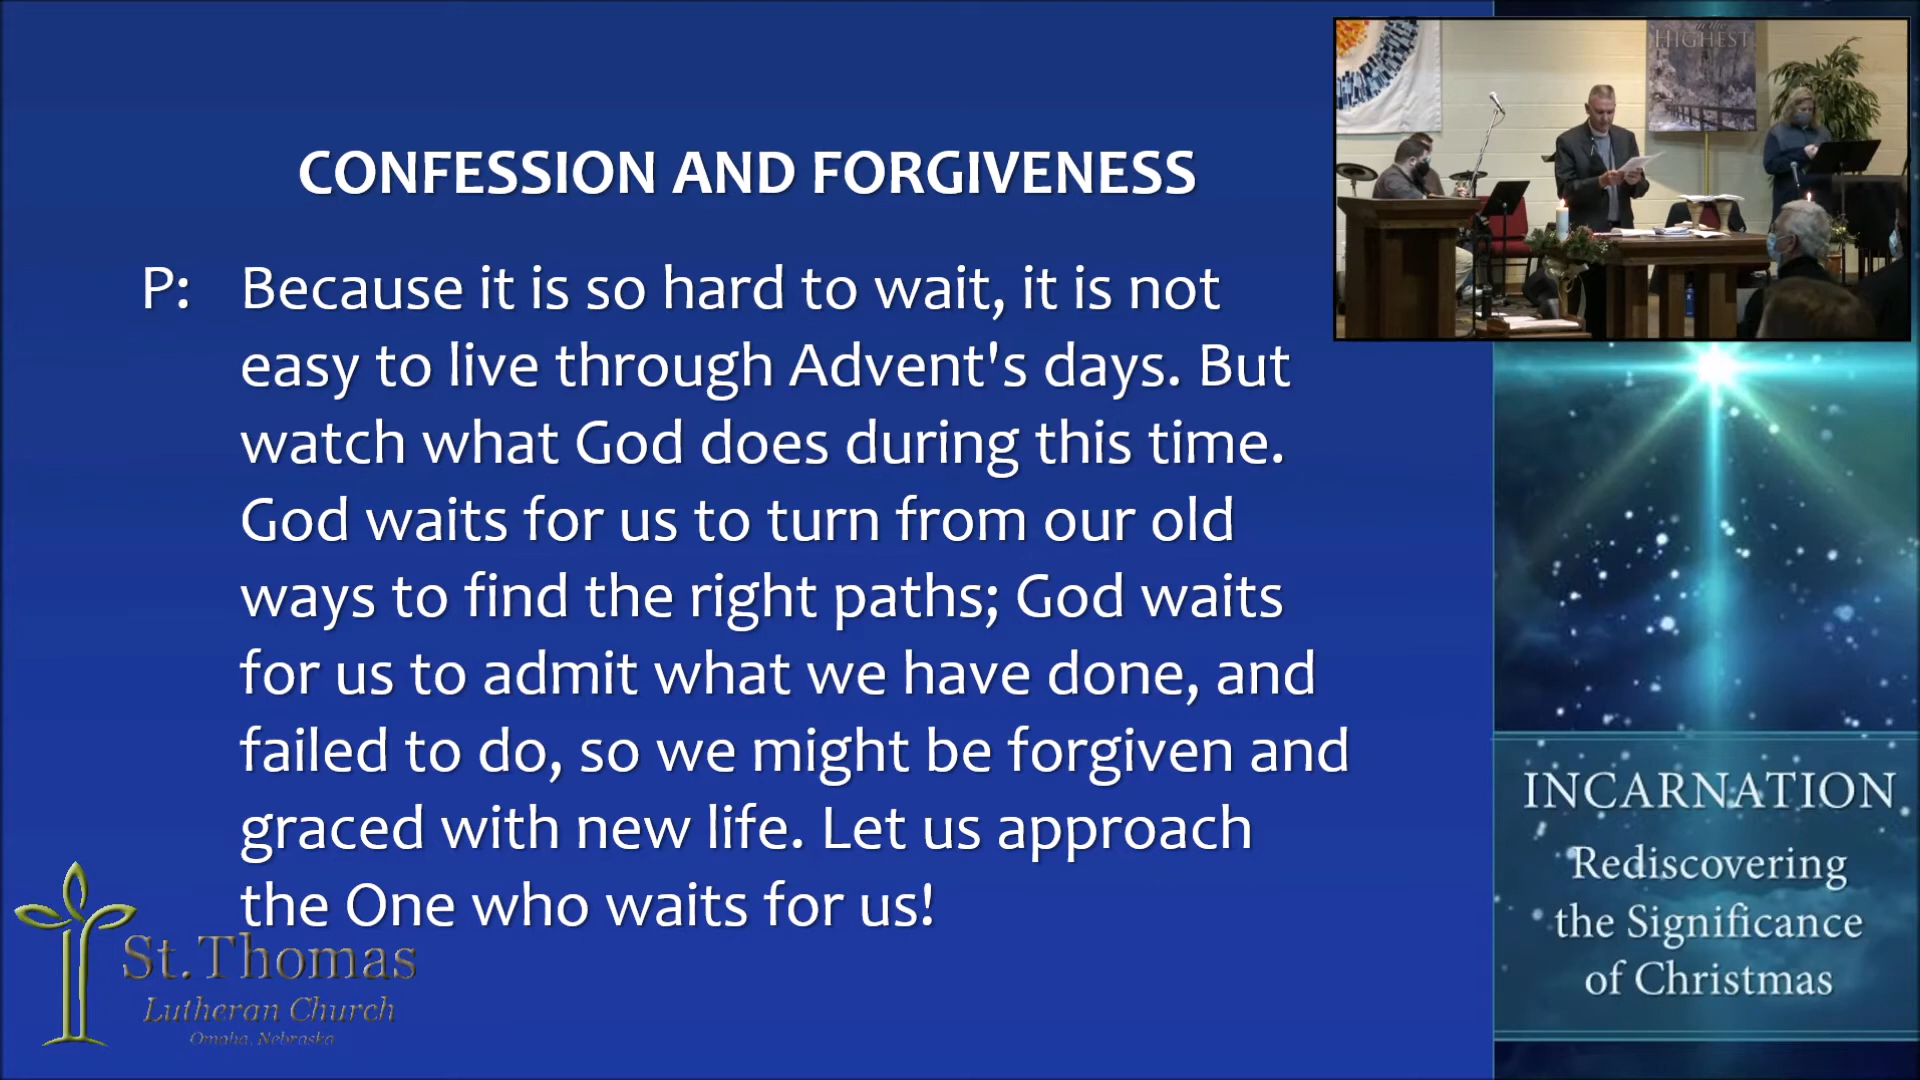 CONFESSION AND FORGIVENESS
P: Because it is so hard to wait, it is not
easy to live through Advent's days. But
watch what God does during this time.
God waits for us to turn from our old
ways to find the right paths; God waits
for us to admit what we have done, and
failed to do, so we might be forgiven and
graced with new life. Let us approach
the One who waits for us!
St. Thomas
Lutheran Church
Omaha, Nebraska
HIGHEST
INCARNATION
Rediscovering
the Significance
of Christmas